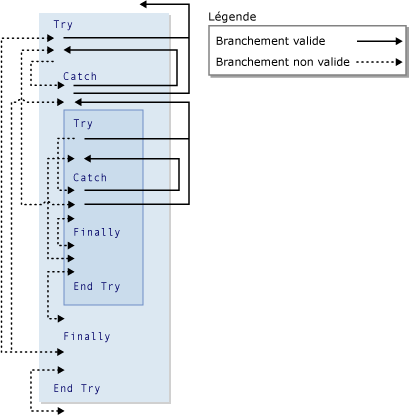 Légende
Branchement valide
Branchement non valide
Try
Catch
Try
Catch
Finally
End Try
Finally
End Try